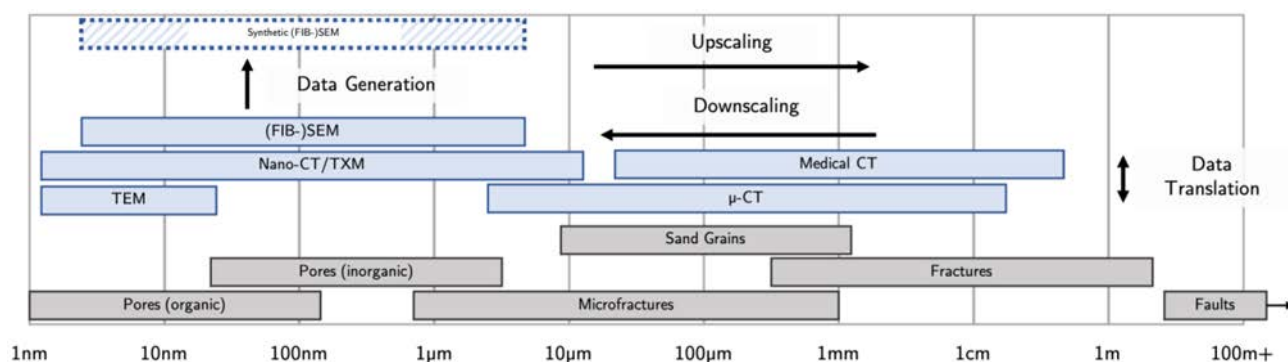 Synthetic (FIB-)SEM
Upscaling
Data Generation
Downscaling
(FIB-)SEM
Nano-CT/TXM
Medical CT
Data
Translation
TEM
μ-CT
Sand Grains
Pores (inorganic)
Fractures
Pores (organic)
Microfractures
Faults
1nm 10nm 100nm 1μm 10μm 100μm 1mm 1cm 1m 100m+